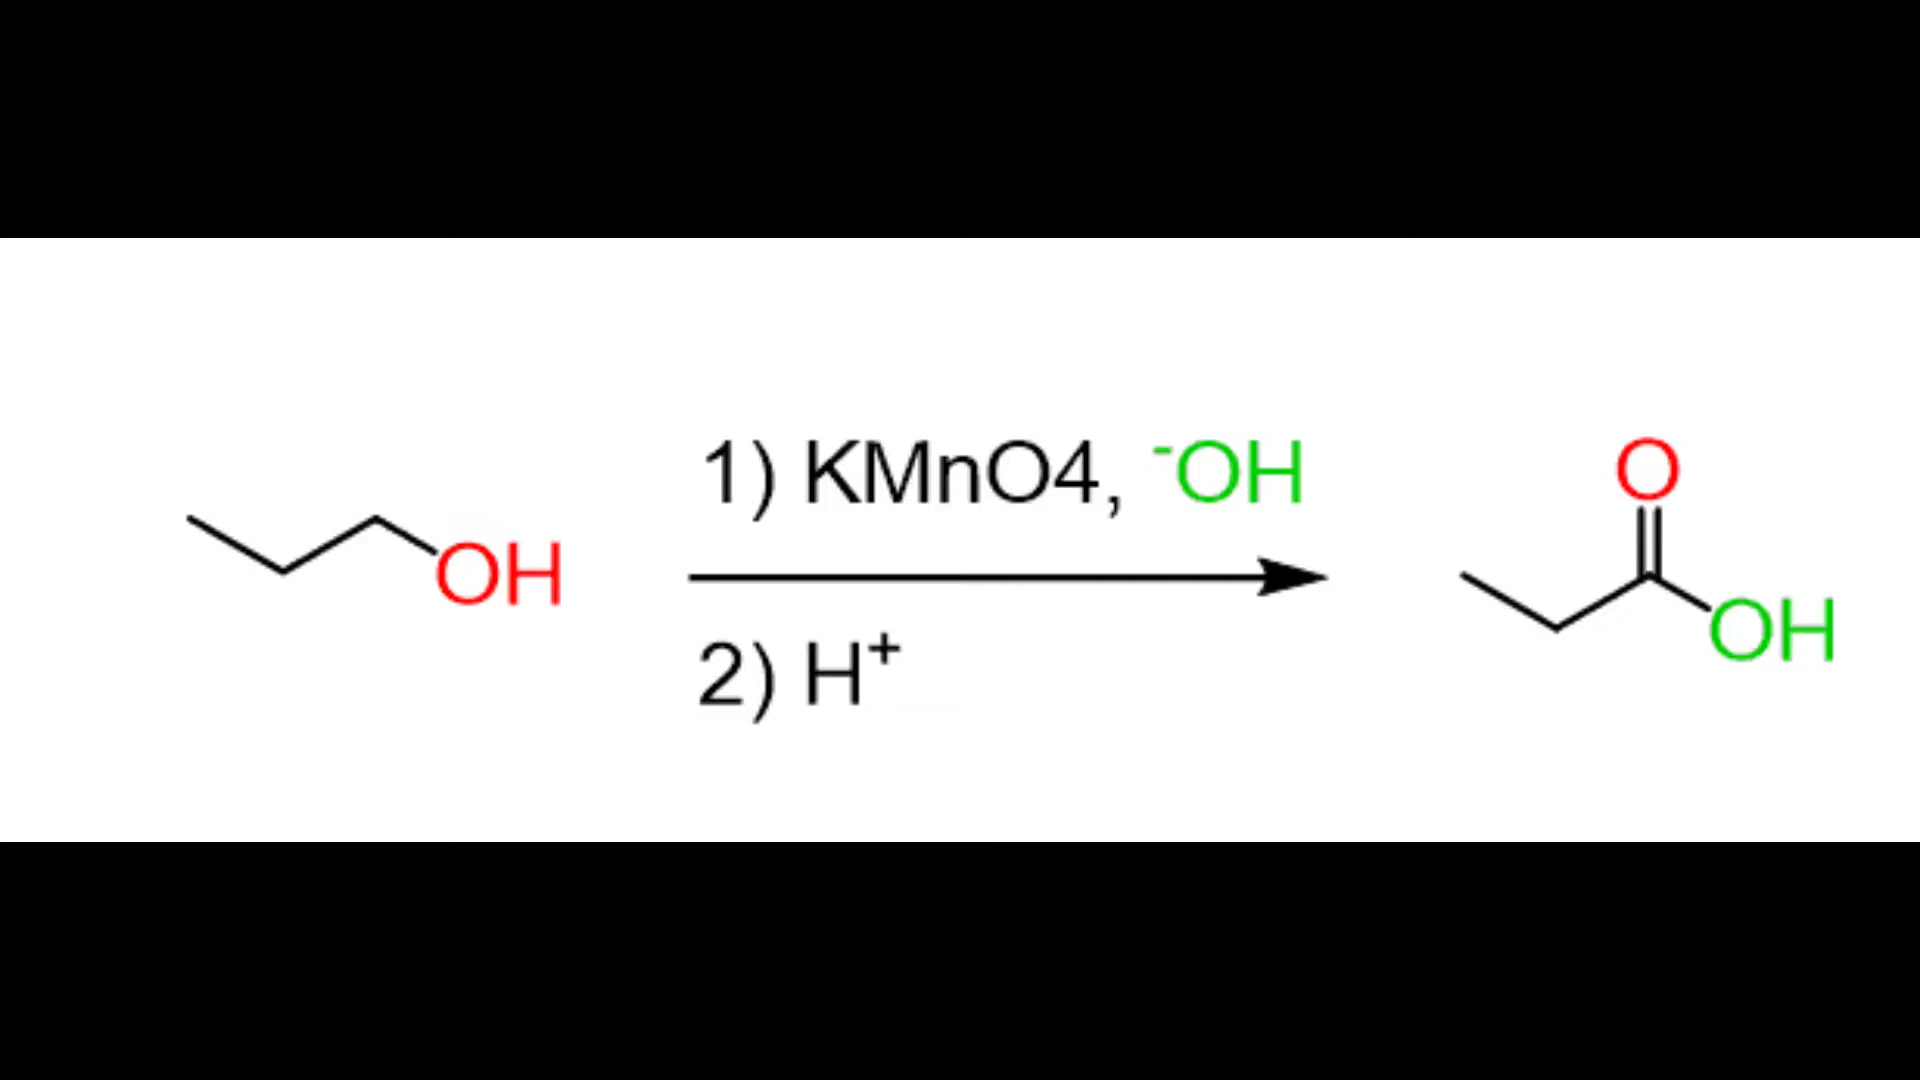 1) KMnO4, ⁻OH
O
OH
OH
2) H⁺